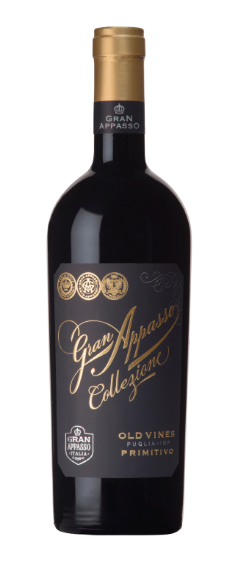 GRAN
APPASSO
Gran Appasso
Collezione
GRAN
APPASSO
ITALIA
OLD VINES
PUGLIA IGP
PRIMITIVO